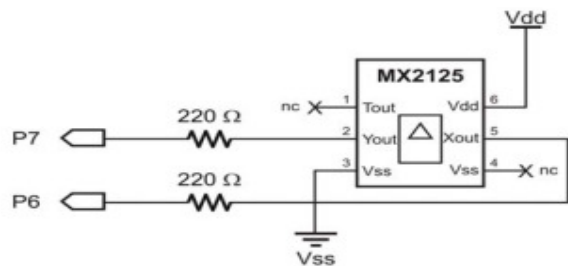 Vdd
MX2125
nc 1 Tout Vdd 6
220 Ω
P7 2 Yout Xout 5
220 Ω 3 Vss Vss 4 nc
P6
Vss